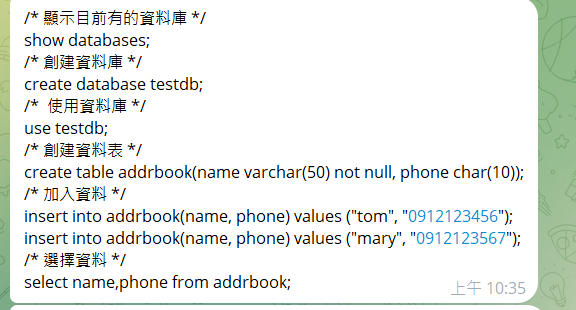 /* 顯示目前有的資料庫 */
show databases;
/* 創建資料庫 */
create database testdb;
/*  使用資料庫 */
use testdb;
/* 創建資料表 */
create table addrbook(name varchar(50) not null, phone char(10));
/* 加入資料 */
insert into addrbook(name, phone) values ("tom", "0912123456");
insert into addrbook(name, phone) values ("mary", "0912123567");
/* 選擇資料 */
select name,phone from addrbook;
上午 10:35